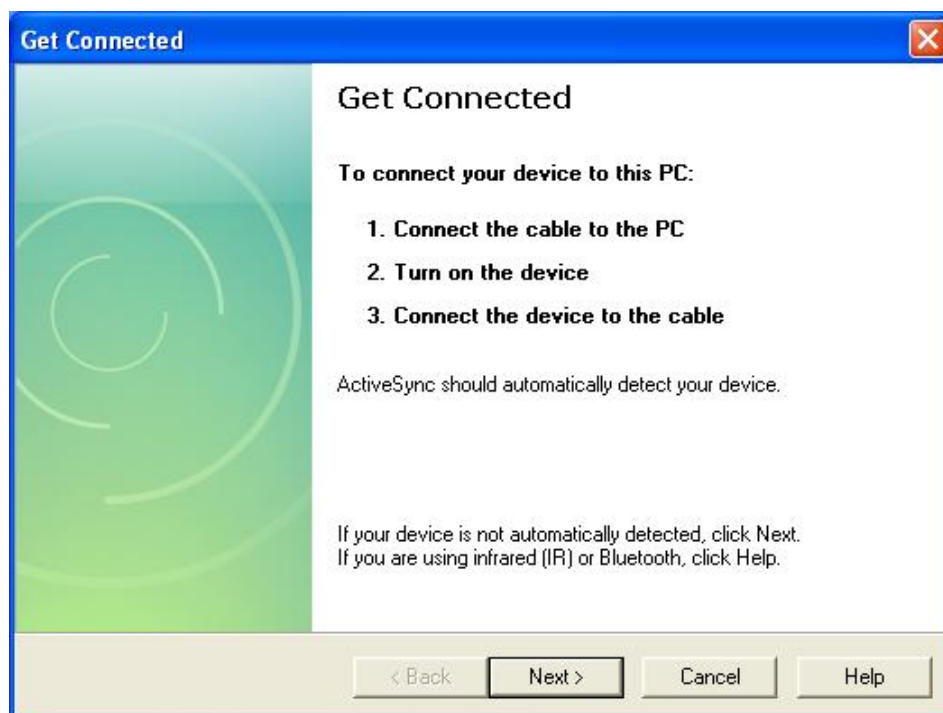 Get Connected
Get Connected
To connect your device to this PC:
1. Connect the cable to the PC
2. Turn on the device
3. Connect the device to the cable
ActiveSync should automatically detect your device.
If your device is not automatically detected, click Next.
If you are using infrared (IR) or Bluetooth, click Help.
< Back Next > Cancel Help